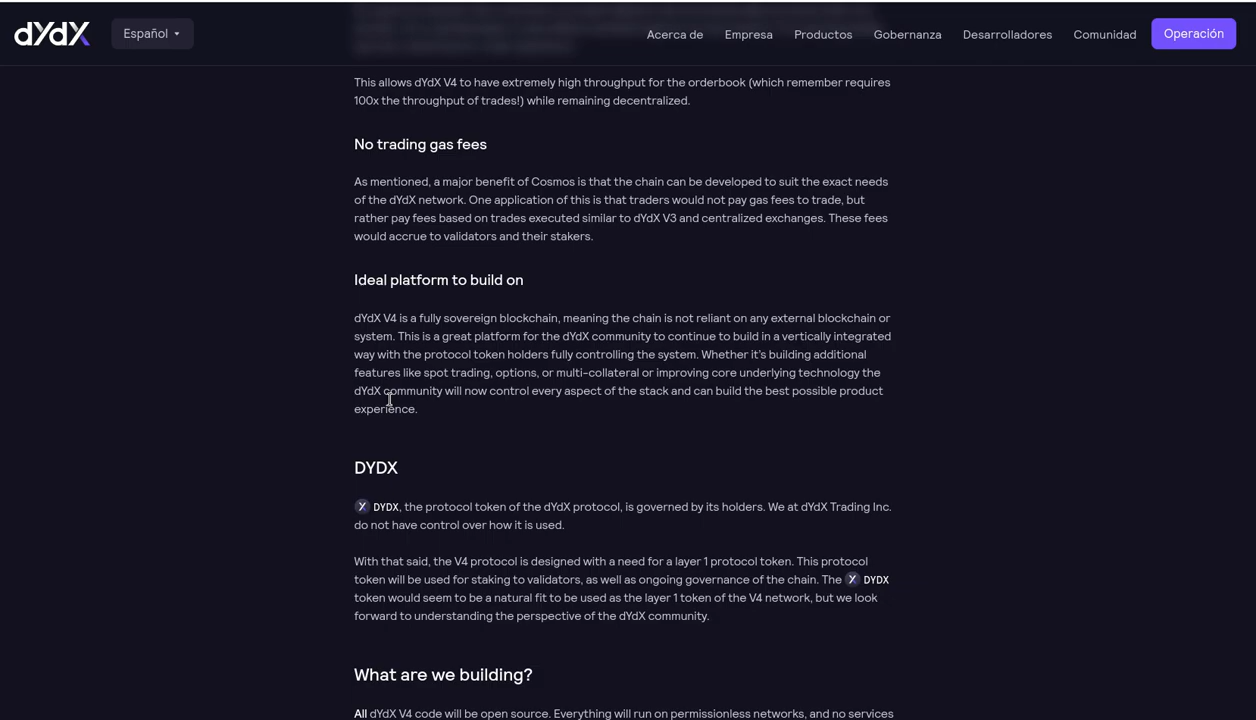 dYdX
Español
Acerca de
Empresa
Productos
Gobernanza
Desarrolladores
Comunidad
Operación
This allows dYdX V4 to have extremely high throughput for the orderbook (which remember requires
100x the throughput of trades!) while remaining decentralized.
No trading gas fees
As mentioned, a major benefit of Cosmos is that the chain can be developed to suit the exact needs
of the dYdX network. One application of this is that traders would not pay gas fees to trade, but
rather pay fees based on trades executed similar to dYdX V3 and centralized exchanges. These fees
would accrue to validators and their stakers.
Ideal platform to build on
dYdX V4 is a fully sovereign blockchain, meaning the chain is not reliant on any external blockchain or
system. This is a great platform for the dYdX community to continue to build in a vertically integrated
way with the protocol token holders fully controlling the system. Whether it's building additional
features like spot trading, options, or multi-collateral or improving core underlying technology the
dYdX community will now control every aspect of the stack and can build the best possible product
experience.
DYDX
DYDX, the protocol token of the dYdX protocol, is governed by its holders. We at dYdX Trading Inc.
do not have control over how it is used.
With that said, the V4 protocol is designed with a need for a layer 1 protocol token. This protocol
token will be used for staking to validators, as well as ongoing governance of the chain. The DYDX
token would seem to be a natural fit to be used as the layer 1 token of the V4 network, but we look
forward to understanding the perspective of the dYdX community.
What are we building?
All dYdX V4 code will be open source. Everything will run on permissionless networks, and no services